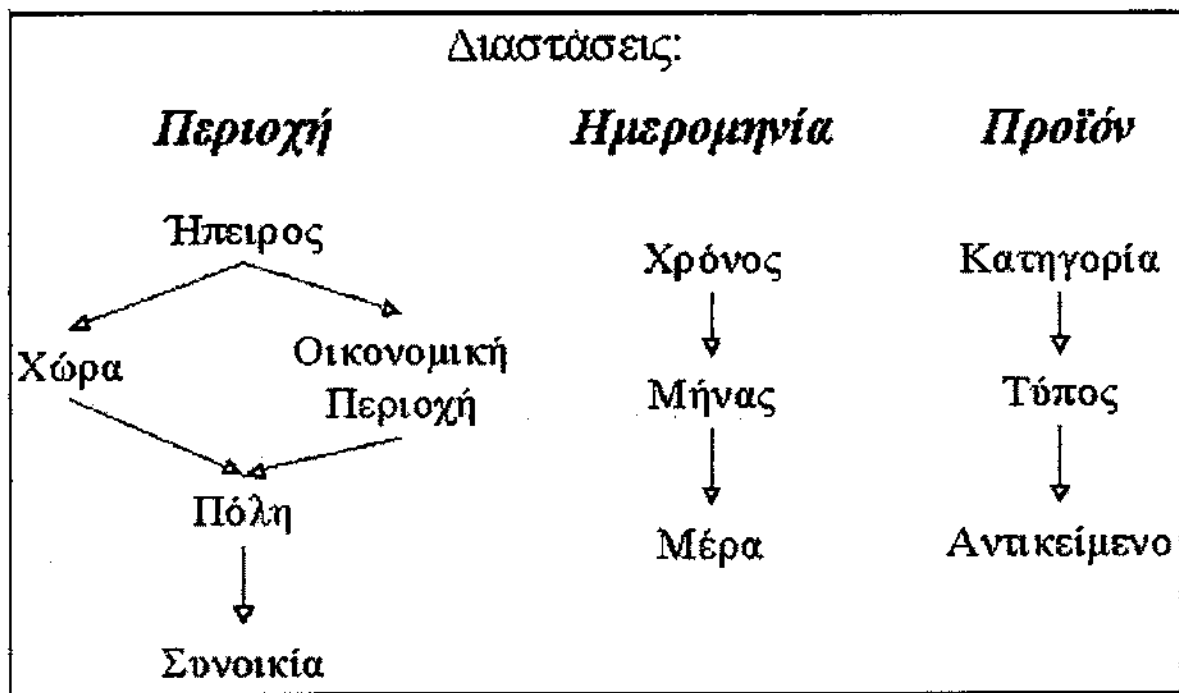 Διαστάσεις:
Περιοχή Ημερομηνία Προϊόν
Ήπειρος Χρόνος Κατηγορία
Χώρα Οικονομική Περιοχή Μήνας Τύπος
Πόλη Μέρα Αντικείμενο
Συνοικία